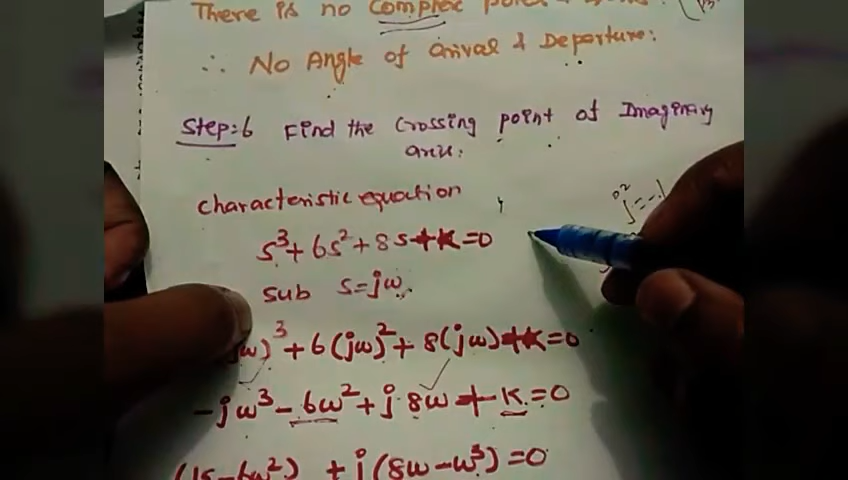 There is no Complex poles
∴ No Angle of arrival & Departure:
Step:6 Find the Crossing point of Imaginary
axis:
characteristic equation
s³+6s²+8s+k=0
sub s=jω.
ω)³+6(jω)²+8(jω)+k=0
-jω³-6ω²+j8ω+k=0
(k-6ω²)+j(8ω-ω³)=0
j²=-1